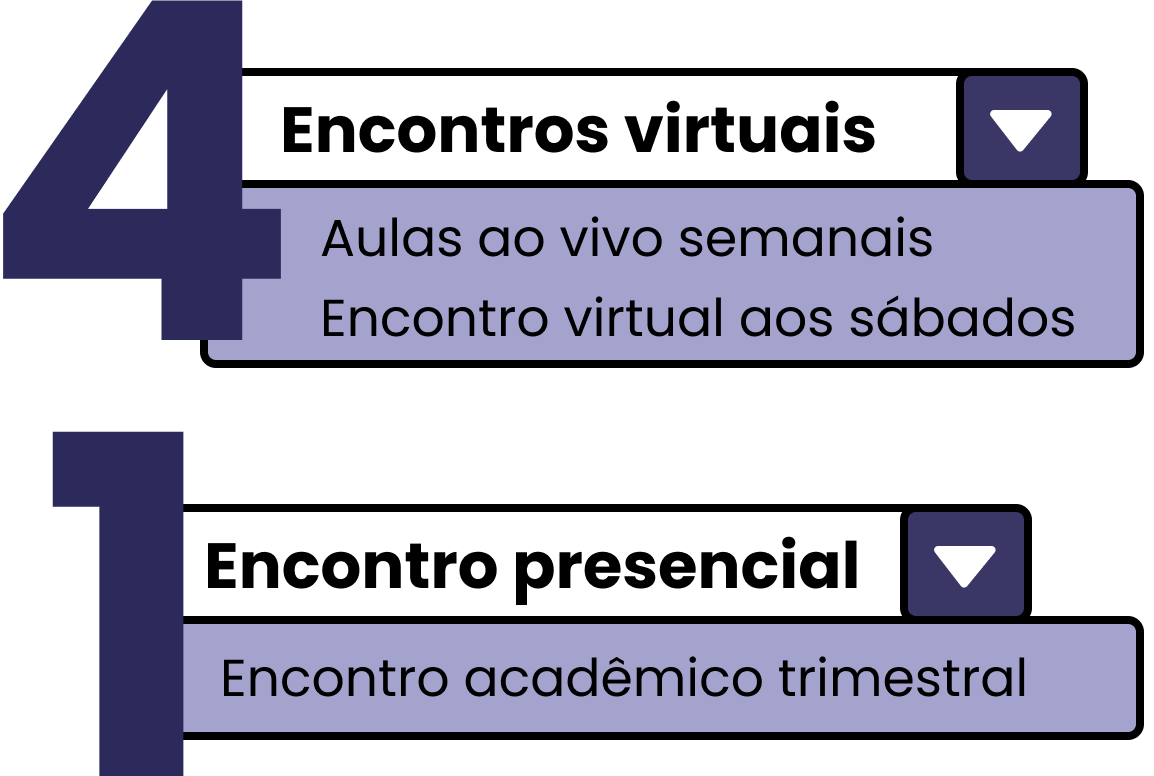 4
Encontros virtuais
Aulas ao vivo semanais
Encontro virtual aos sábados
1
Encontro presencial
Encontro acadêmico trimestral